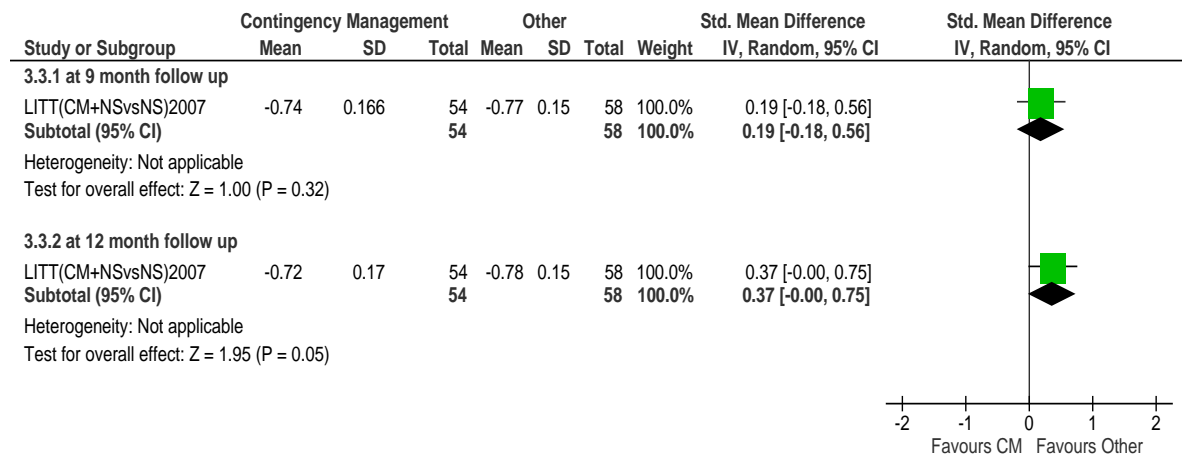 Contingency Management Other Std. Mean Difference Std. Mean Difference
Study or Subgroup Mean SD Total Mean SD Total Weight IV, Random, 95% CI IV, Random, 95% CI
3.3.1 at 9 month follow up
LITT(CM+NSvsNS)2007 -0.74 0.166 54 -0.77 0.15 58 100.0% 0.19 [-0.18, 0.56]
Subtotal (95% CI) 54 58 100.0% 0.19 [-0.18, 0.56]
Heterogeneity: Not applicable
Test for overall effect: Z = 1.00 (P = 0.32)
3.3.2 at 12 month follow up
LITT(CM+NSvsNS)2007 -0.72 0.17 54 -0.78 0.15 58 100.0% 0.37 [-0.00, 0.75]
Subtotal (95% CI) 54 58 100.0% 0.37 [-0.00, 0.75]
Heterogeneity: Not applicable
Test for overall effect: Z = 1.95 (P = 0.05)
-2 -1 0 1 2
Favours CM Favours Other